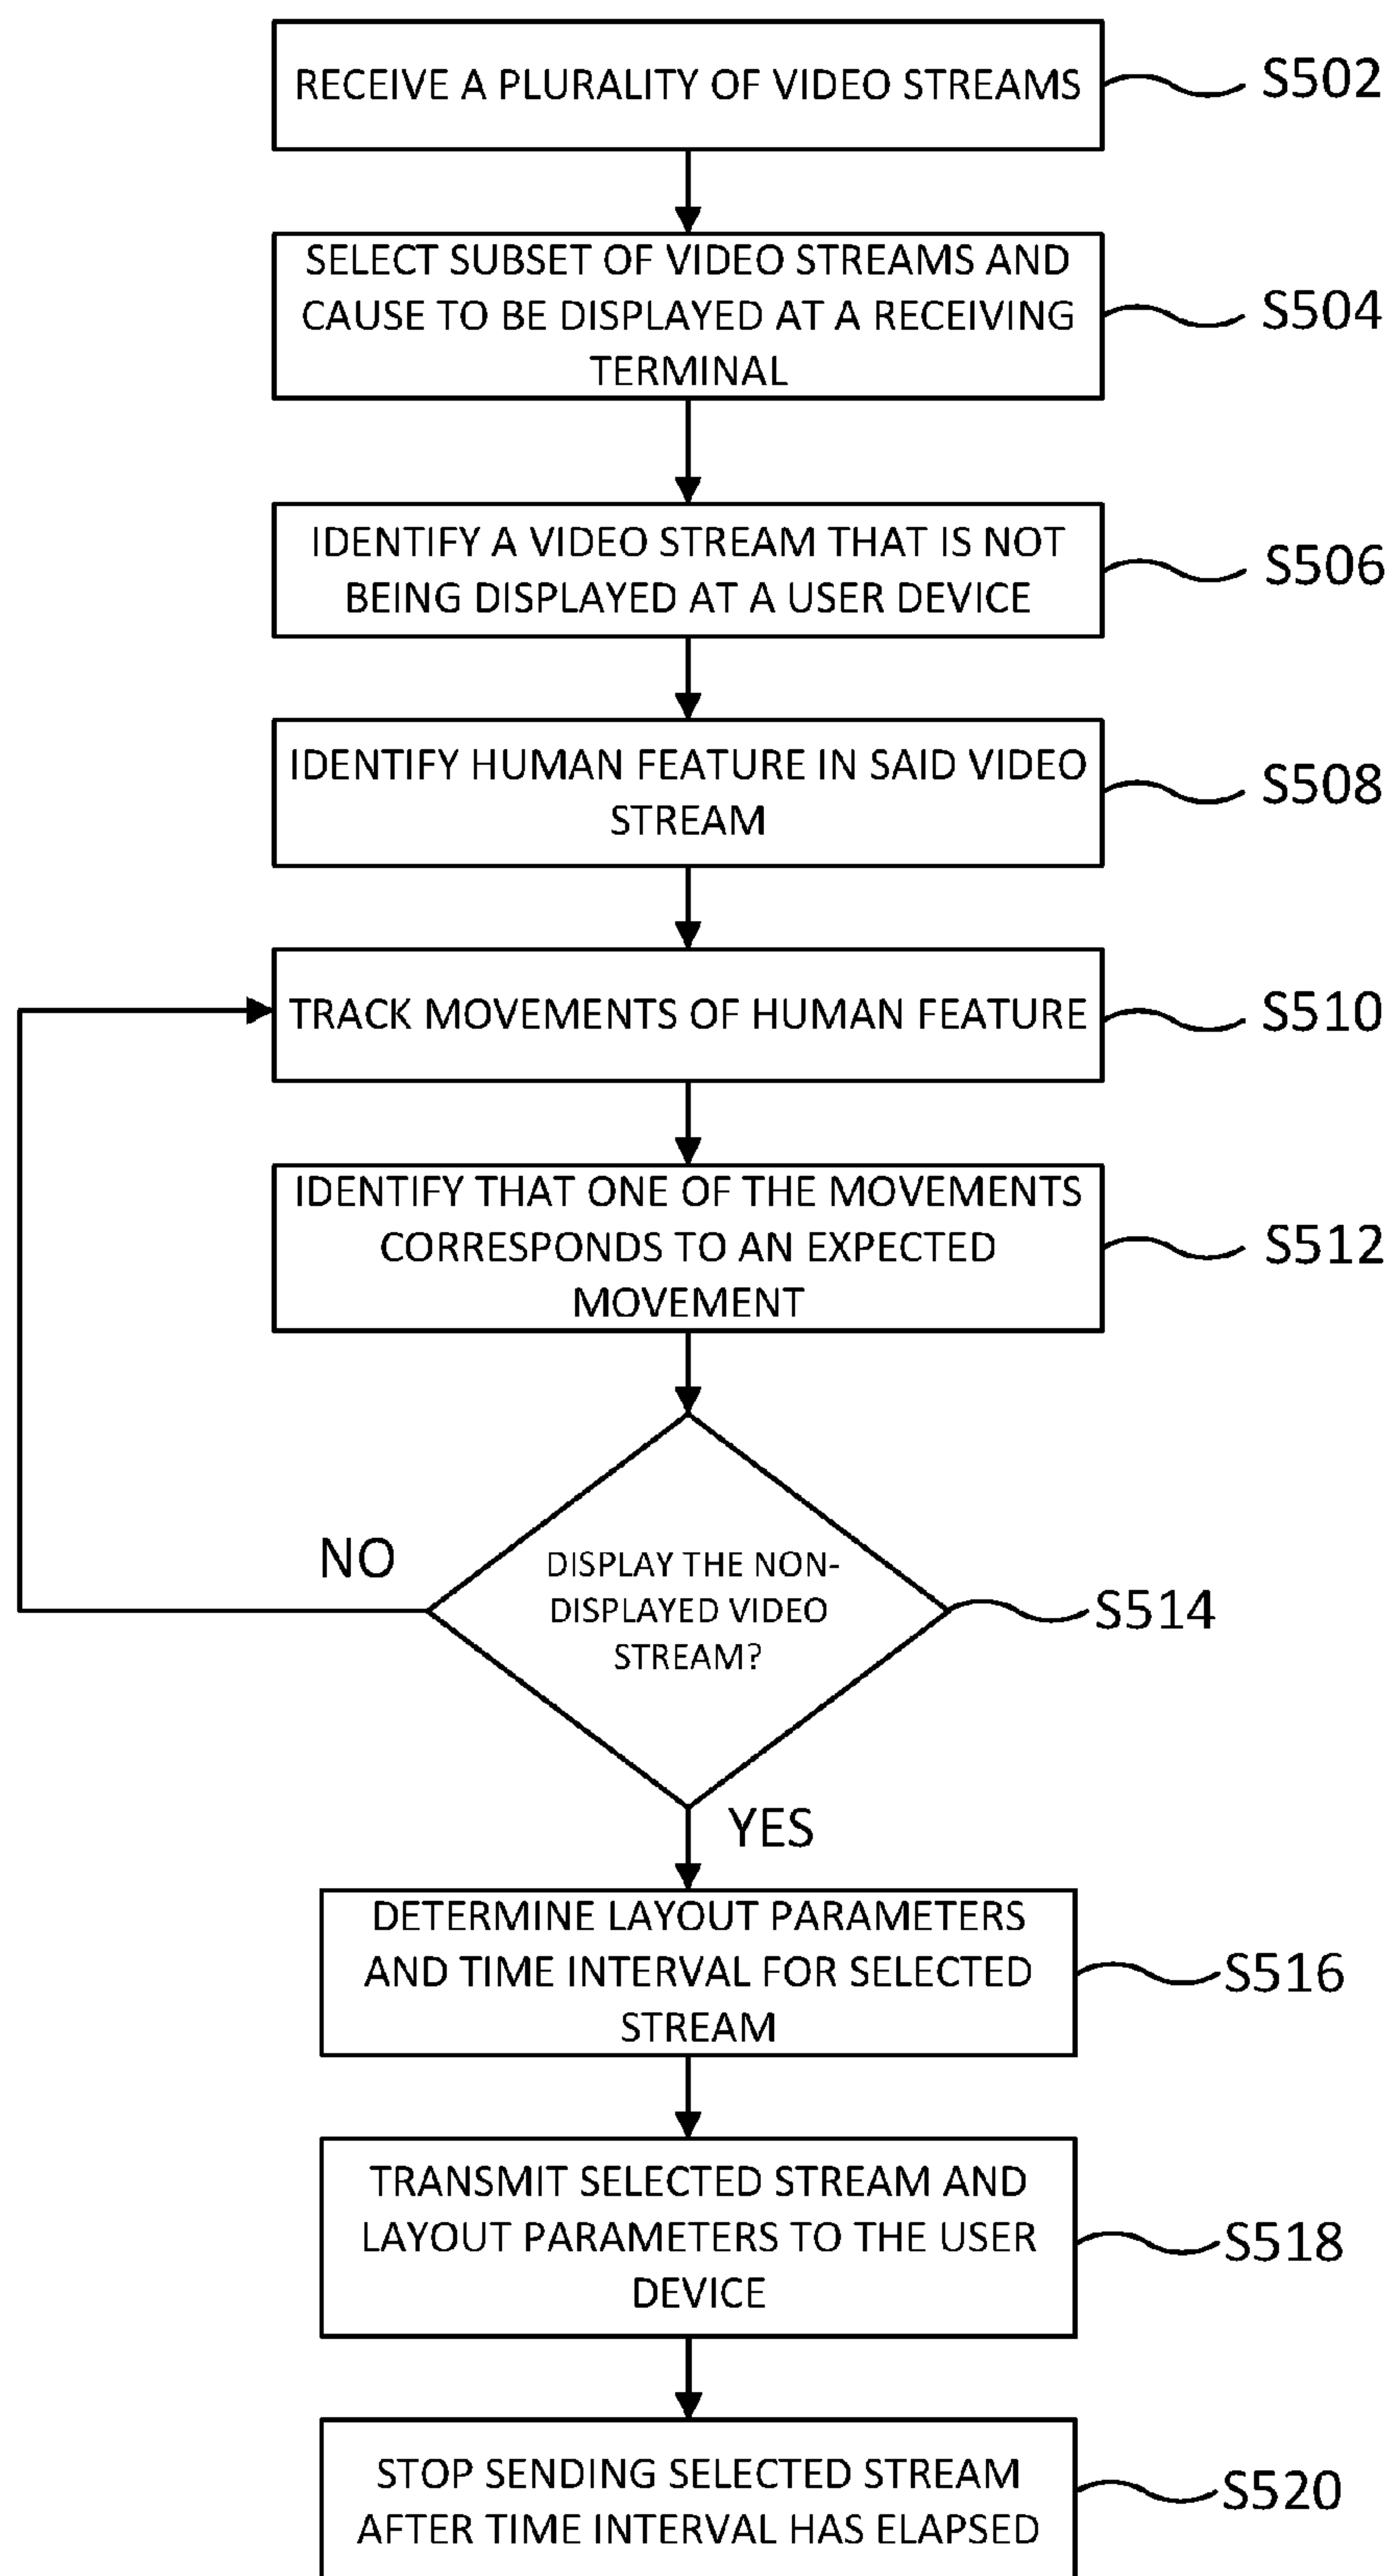 RECEIVE A PLURALITY OF VIDEO STREAMS
S502
SELECT SUBSET OF VIDEO STREAMS AND
CAUSE TO BE DISPLAYED AT A RECEIVING
TERMINAL
S504
IDENTIFY A VIDEO STREAM THAT IS NOT
BEING DISPLAYED AT A USER DEVICE
S506
IDENTIFY HUMAN FEATURE IN SAID VIDEO
STREAM
S508
TRACK MOVEMENTS OF HUMAN FEATURE
S510
IDENTIFY THAT ONE OF THE MOVEMENTS
CORRESPONDS TO AN EXPECTED
MOVEMENT
S512
NO
DISPLAY THE NON-
DISPLAYED VIDEO
STREAM?
S514
YES
DETERMINE LAYOUT PARAMETERS
AND TIME INTERVAL FOR SELECTED
STREAM
S516
TRANSMIT SELECTED STREAM AND
LAYOUT PARAMETERS TO THE USER
DEVICE
S518
STOP SENDING SELECTED STREAM
AFTER TIME INTERVAL HAS ELAPSED
S520